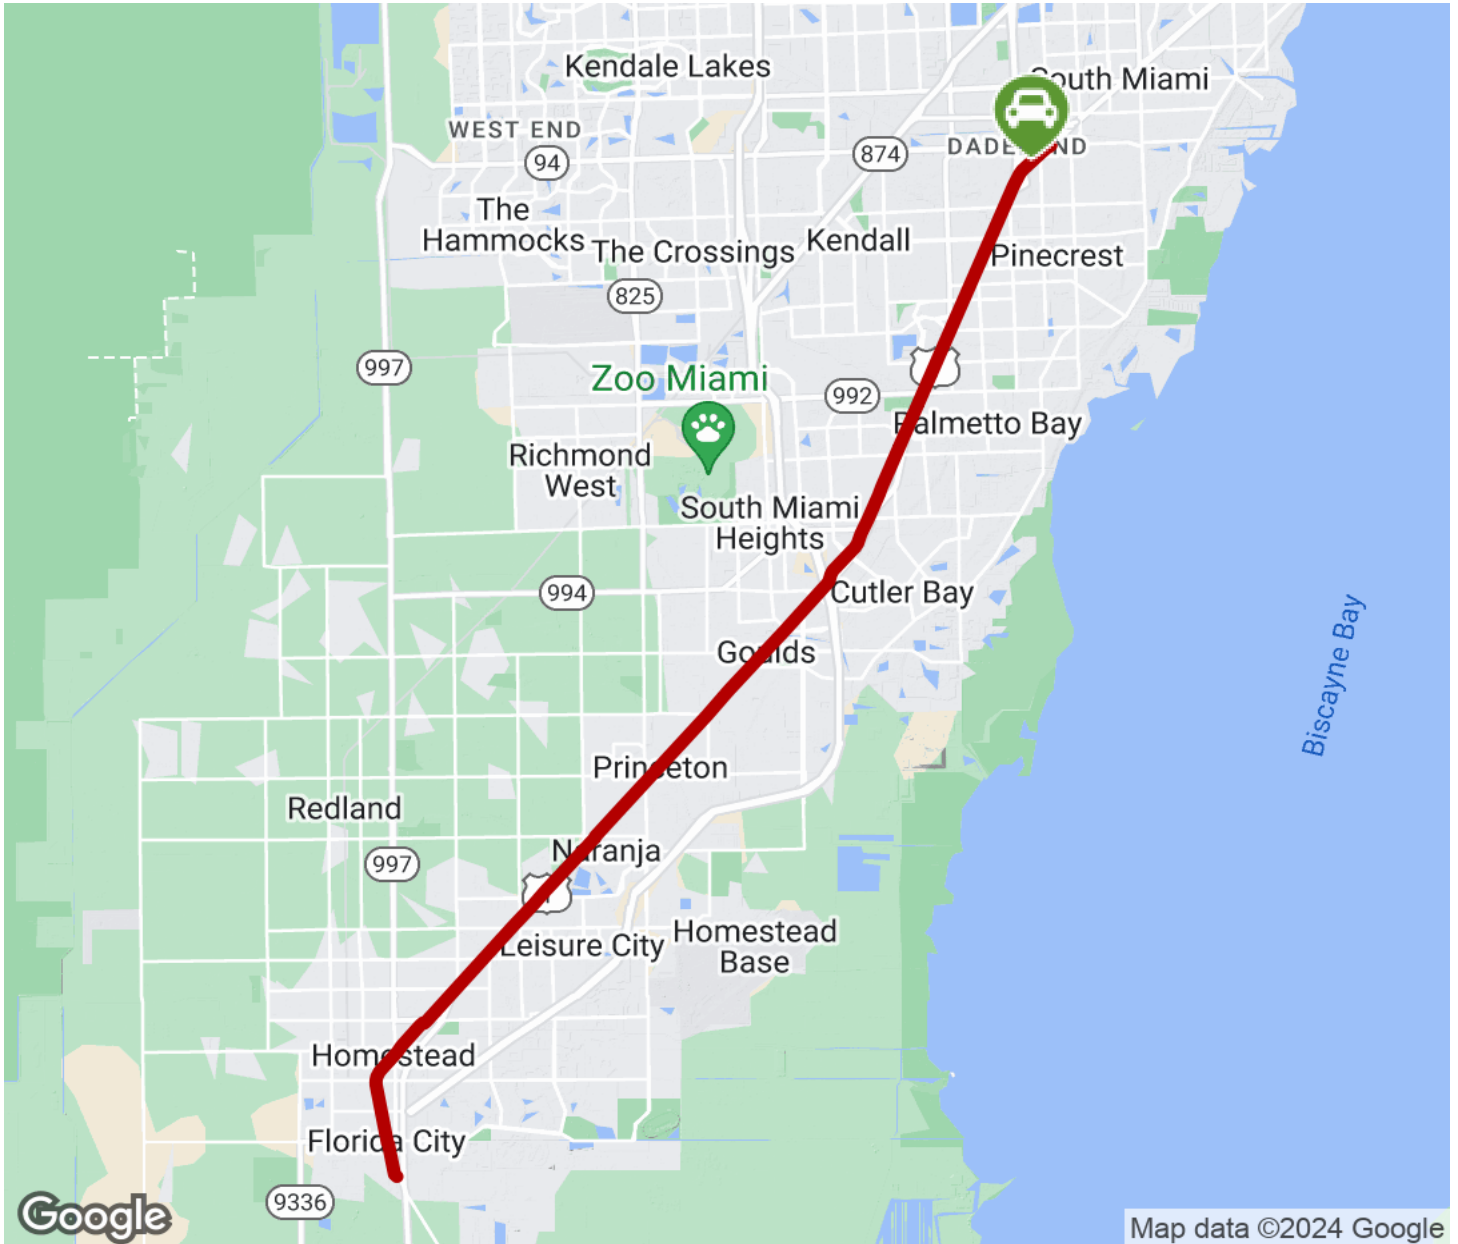 Kendale Lakes
South Miami
WEST END
94
874
The
Hammocks
The Crossings
Kendall
Pinecrest
825
997
Zoo Miami
992
Palmetto Bay
Richmond
West
South Miami
Heights
994
Cutler Bay
Biscayne Bay
Goulds
Princeton
Redland
Naranja
997
Leisure City
Homestead
Base
Homestead
Florida City
9336
Google
Map data ©2024 Google